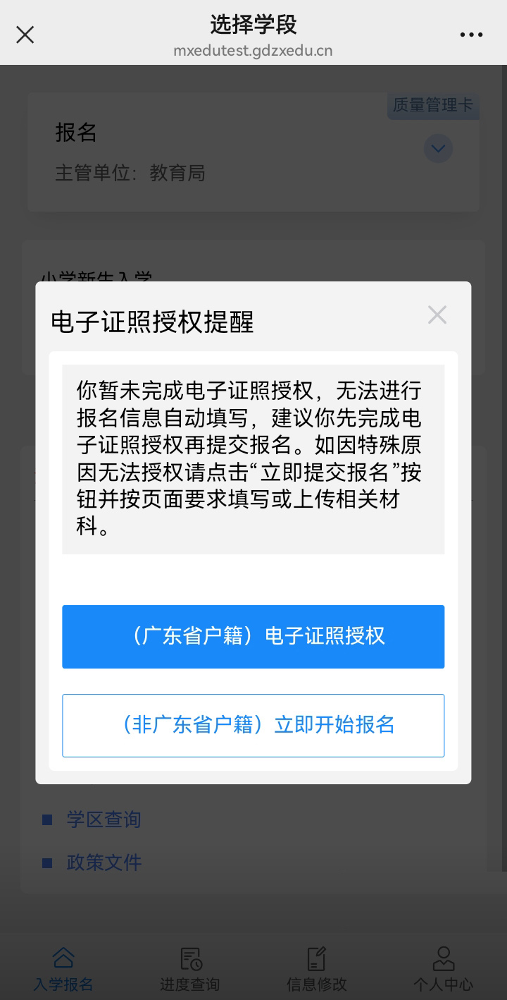 选择学段
mxedutest.gdzxedu.cn
质量管理卡
报名
主管单位：教育局
小学新生入学
电子证照授权提醒
你暂未完成电子证照授权，无法进行
报名信息自动填写，建议你先完成电
子证照授权再提交报名。如因特殊原
因无法授权请点击“立即提交报名”按
钮并按页面要求填写或上传相关材
料。
（广东省户籍）电子证照授权
（非广东省户籍）立即开始报名
学区查询
政策文件
入学报名
进度查询
信息修改
个人中心